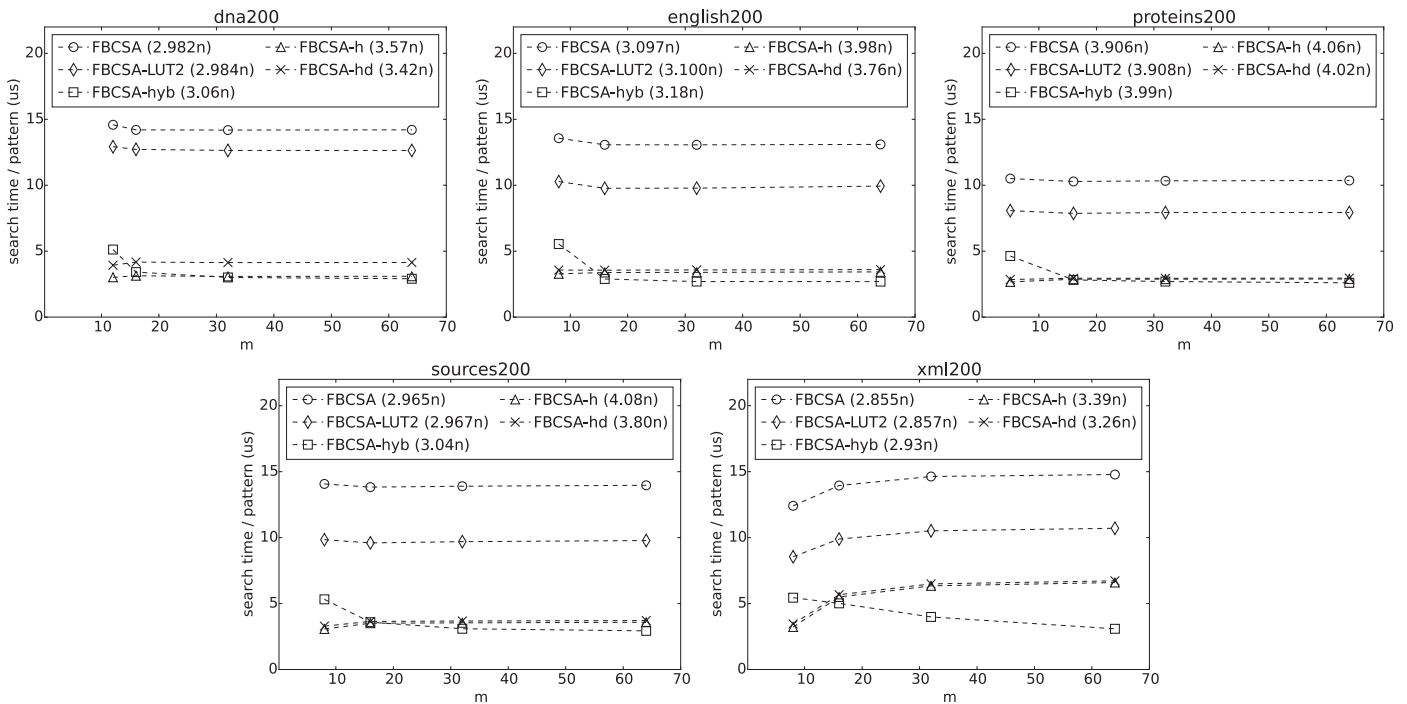 dna200
FBCSA (2.982n) FBCSA-h (3.57n)
FBCSA-LUT2 (2.984n) FBCSA-hd (3.42n)
FBCSA-hyb (3.06n)
search time / pattern (us)
0 5 10 15 20
10 20 30 40 50 60 70
m
english200
FBCSA (3.097n) FBCSA-h (3.98n)
FBCSA-LUT2 (3.100n) FBCSA-hd (3.76n)
FBCSA-hyb (3.18n)
search time / pattern (us)
0 5 10 15 20
10 20 30 40 50 60 70
m
proteins200
FBCSA (3.906n) FBCSA-h (4.06n)
FBCSA-LUT2 (3.908n) FBCSA-hd (4.02n)
FBCSA-hyb (3.99n)
search time / pattern (us)
0 5 10 15 20
10 20 30 40 50 60 70
m
sources200
FBCSA (2.965n) FBCSA-h (4.08n)
FBCSA-LUT2 (2.967n) FBCSA-hd (3.80n)
FBCSA-hyb (3.04n)
search time / pattern (us)
0 5 10 15 20
10 20 30 40 50 60 70
m
xml200
FBCSA (2.855n) FBCSA-h (3.39n)
FBCSA-LUT2 (2.857n) FBCSA-hd (3.26n)
FBCSA-hyb (2.93n)
search time / pattern (us)
0 5 10 15 20
10 20 30 40 50 60 70
m